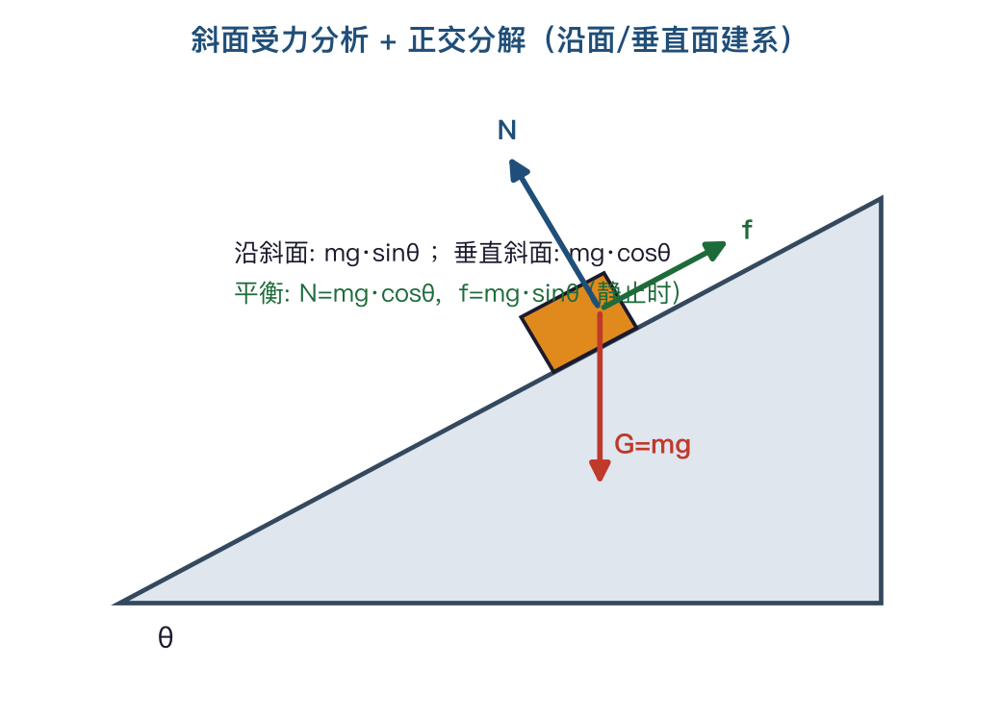 斜面受力分析 + 正交分解（沿面/垂直面建系）
N
f
沿斜面: mg·sinθ ；垂直斜面: mg·cosθ
平衡: N=mg·cosθ,  f=mg·sinθ (静止时)
G=mg
θ